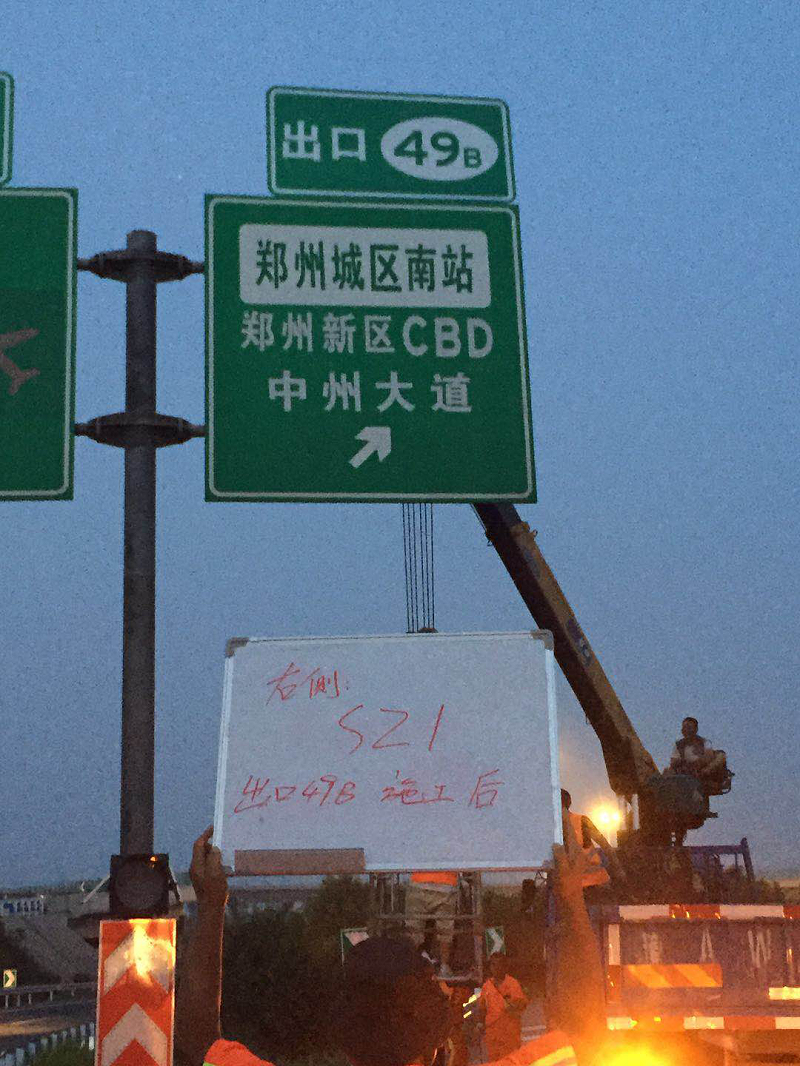 出口 49B
郑州城区南站
郑州新区CBD
中州大道
右侧:
SZ1
出口49B 施工后